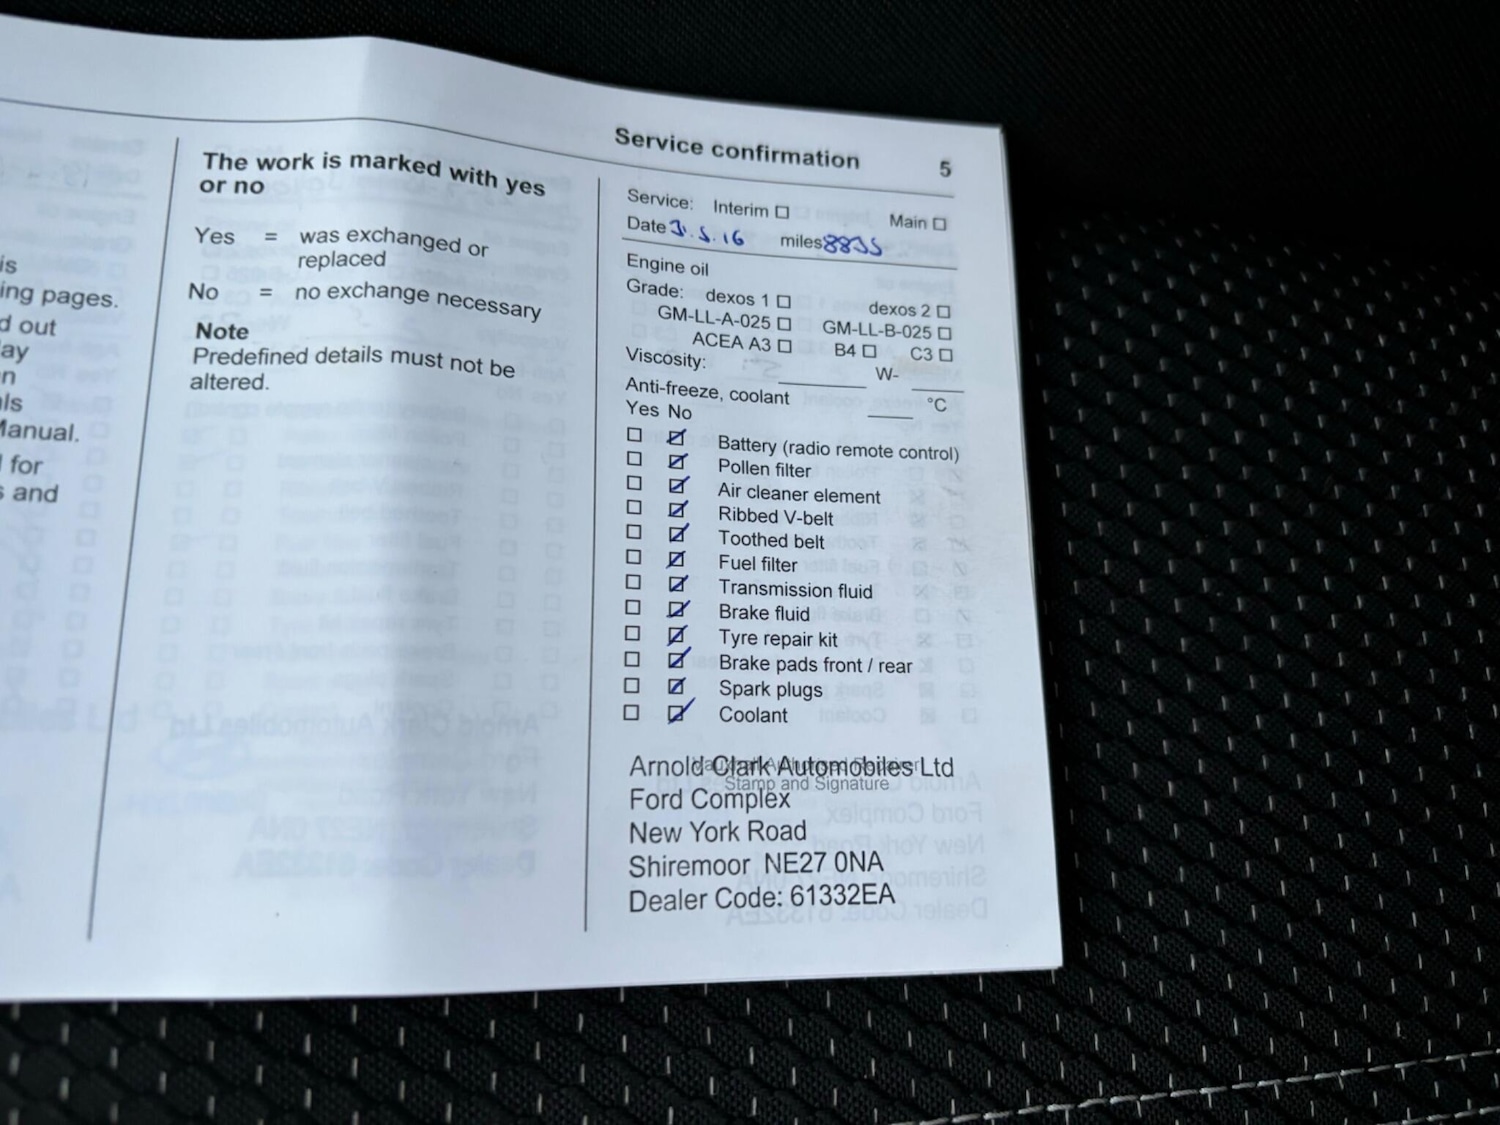 is
ing pages.
d out
lay
n
ls
Manual.
for
s and
The work is marked with yes
or no
Yes = was exchanged or
replaced
No = no exchange necessary
Note
Predefined details must not be
altered.
Service confirmation 5
Service: Interim ☐ Main ☐
Date 31.5.16 miles 8835
Engine oil
Grade: dexos 1 ☐ dexos 2 ☐
GM-LL-A-025 ☐ GM-LL-B-025 ☐
ACEA A3 ☐ B4 ☐ C3 ☐
Viscosity: W-
Anti-freeze, coolant °C
Yes No
Battery (radio remote control)
Pollen filter
Air cleaner element
Ribbed V-belt
Toothed belt
Fuel filter
Transmission fluid
Brake fluid
Tyre repair kit
Brake pads front / rear
Spark plugs
Coolant
Arnold Clark Automobiles Ltd
Stamp and Signature
Ford Complex
New York Road
Shiremoor NE27 0NA
Dealer Code: 61332EA